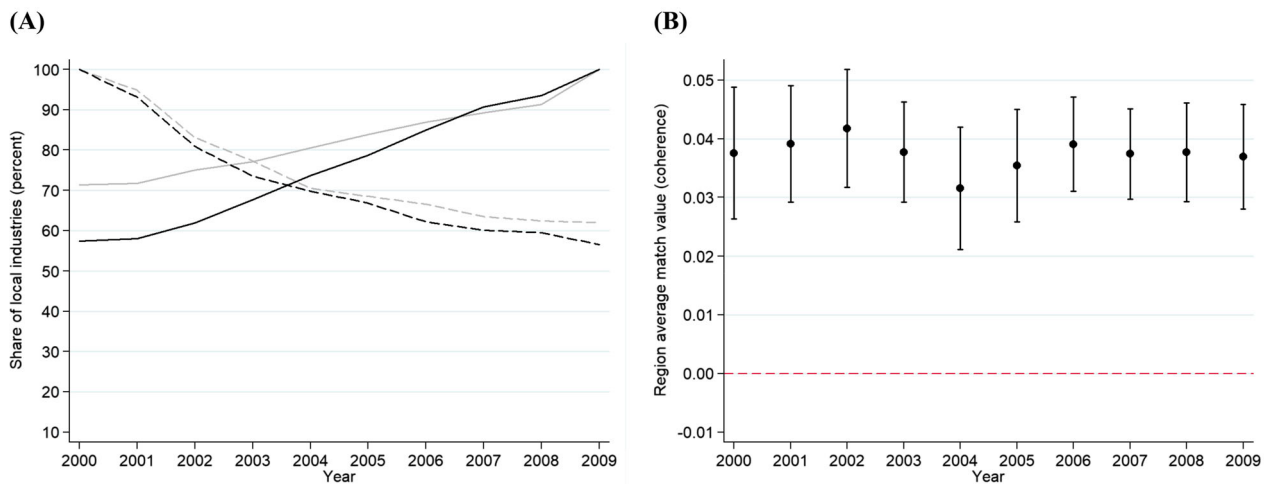 (A)
Share of local industries (percent)
100
90
80
70
60
50
40
30
20
10
2000 2001 2002 2003 2004 2005 2006 2007 2008 2009
Year
(B)
Region average match value (coherence)
0.05
0.04
0.03
0.02
0.01
0.00
-0.01
2000 2001 2002 2003 2004 2005 2006 2007 2008 2009
Year